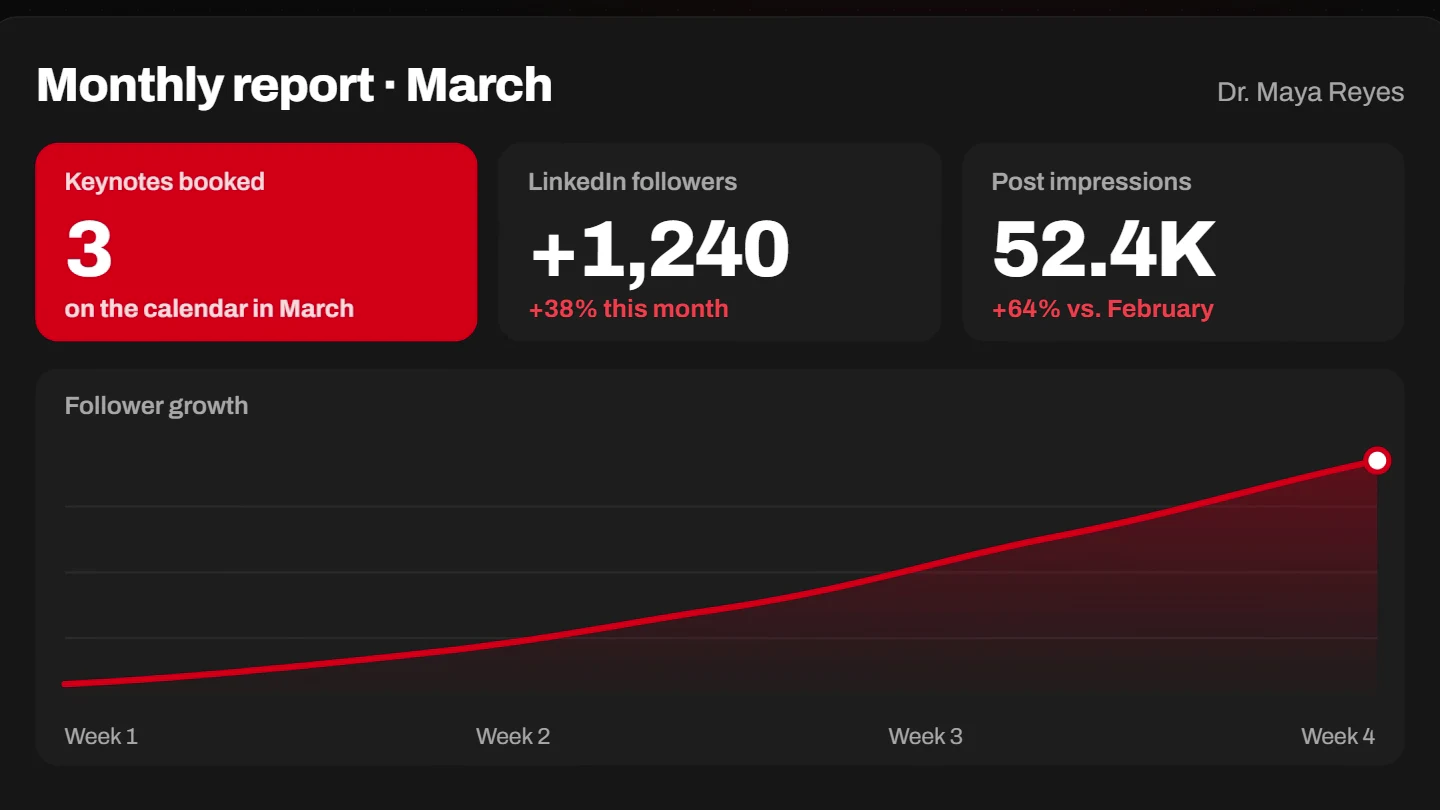 Monthly report · March
Dr. Maya Reyes
Keynotes booked
3
on the calendar in March
LinkedIn followers
+1,240
+38% this month
Post impressions
52.4K
+64% vs. February
Follower growth
Week 1
Week 2
Week 3
Week 4